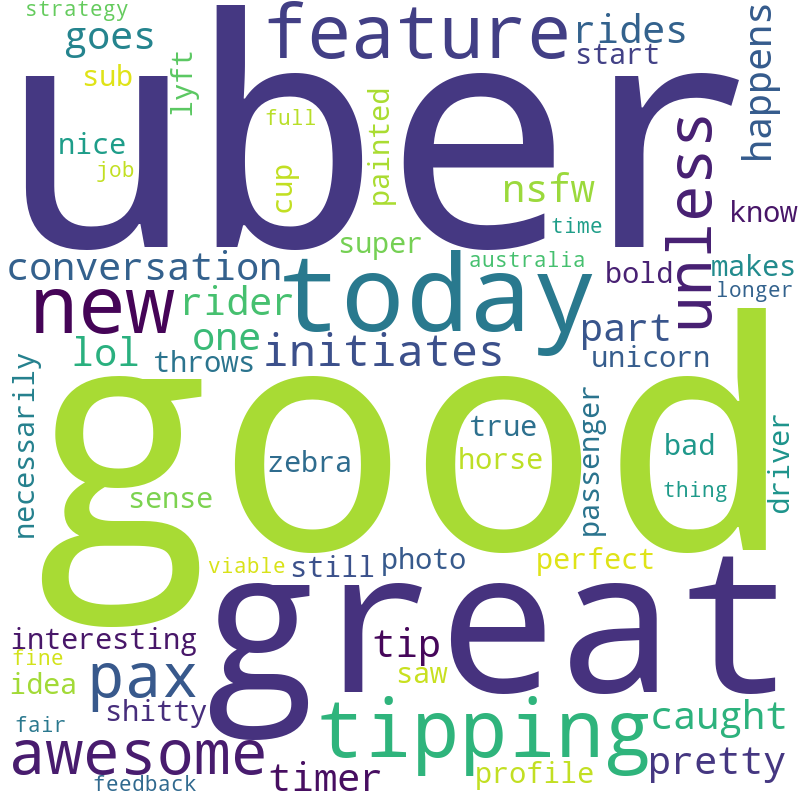 strategy
goes
feature
rides
start
happens
sub
lyft
uber
full
painted
nice
job
cup
nsfw
unless
know
time
super
conversation
today
australia
bold
makes
longer
new
rider
one
initiates
part
lol
throws
unicorn
necessarily
good
zebra
true
horse
passenger
bad
driver
sense
thing
viable
still
photo
perfect
great
interesting
tip
fine
idea
pax
saw
shitty
tipping
caught
fair
awesome
timer
profile
pretty
feedback